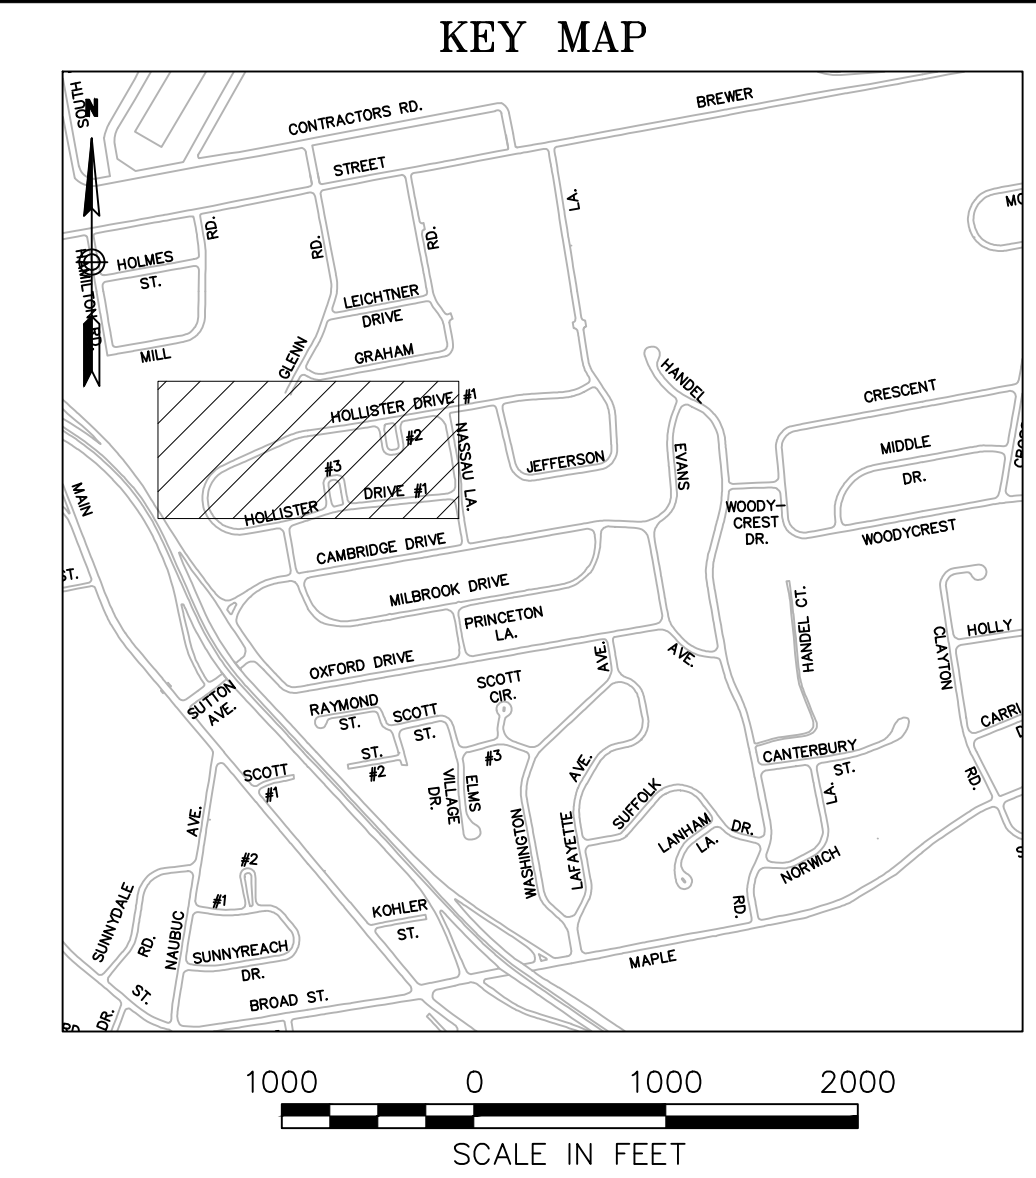 KEY MAP
SOUTH
N
CONTRACTORS RD.
BREWER
STREET
LA.
RD.
RD.
RD.
HOLMES
ST.
HAMILTON RD.
LEICHTNER
DRIVE
MILL
GLENN
GRAHAM
HANDEL
CRESCENT
HOLLISTER DRIVE #1
#2
NASSAU LA.
#3
JEFFERSON
EVANS
MIDDLE
DR.
HOLLISTER
DRIVE #1
MAIN
ST.
WOODY-
CREST
DR.
WOODYCREST
CAMBRIDGE DRIVE
MILBROOK DRIVE
PRINCETON
LA.
HANDEL CT.
CLAYTON
HOLLY
OXFORD DRIVE
AVE.
AVE.
SUTTON
AVE.
RAYMOND
ST.
SCOTT
CIR.
SCOTT
ST.
ST.
#2
#3
SCOTT
#1
VILLAGE
DR.
ELMS
AVE.
CANTERBURY
ST.
LA.
RD.
AVE.
SUFFOLK
LANHAM
LA.
DR.
WASHINGTON
LAFAYETTE
NORWICH
#2
#1
SUNNYDALE
RD.
NAUBUC
KOHLER
ST.
RD.
SUNNYREACH
DR.
MAPLE
ST.
BROAD ST.
DR.
RD.
1000 0 1000 2000
SCALE IN FEET